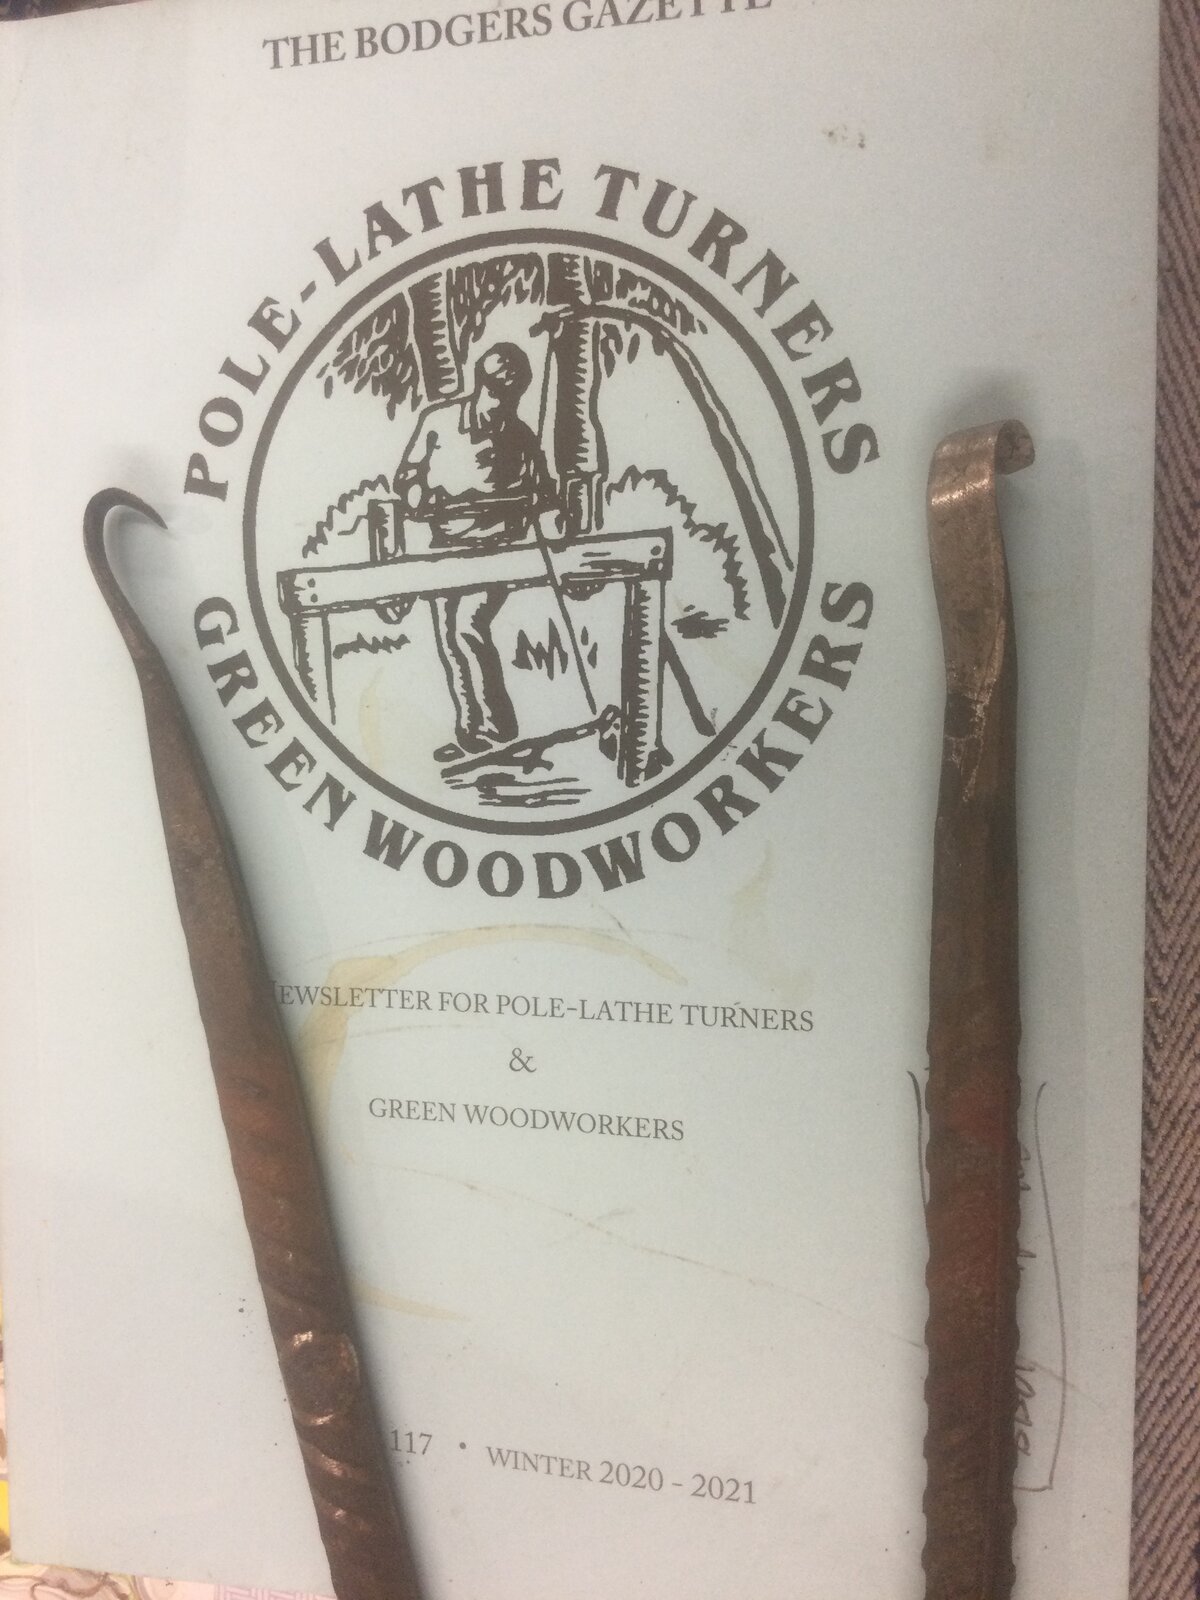 THE BODGERS GAZETTE
POLE-LATHE TURNERS
GREEN WOODWORKERS
NEWSLETTER FOR POLE-LATHE TURNERS
&
GREEN WOODWORKERS
117 • WINTER 2020 - 2021